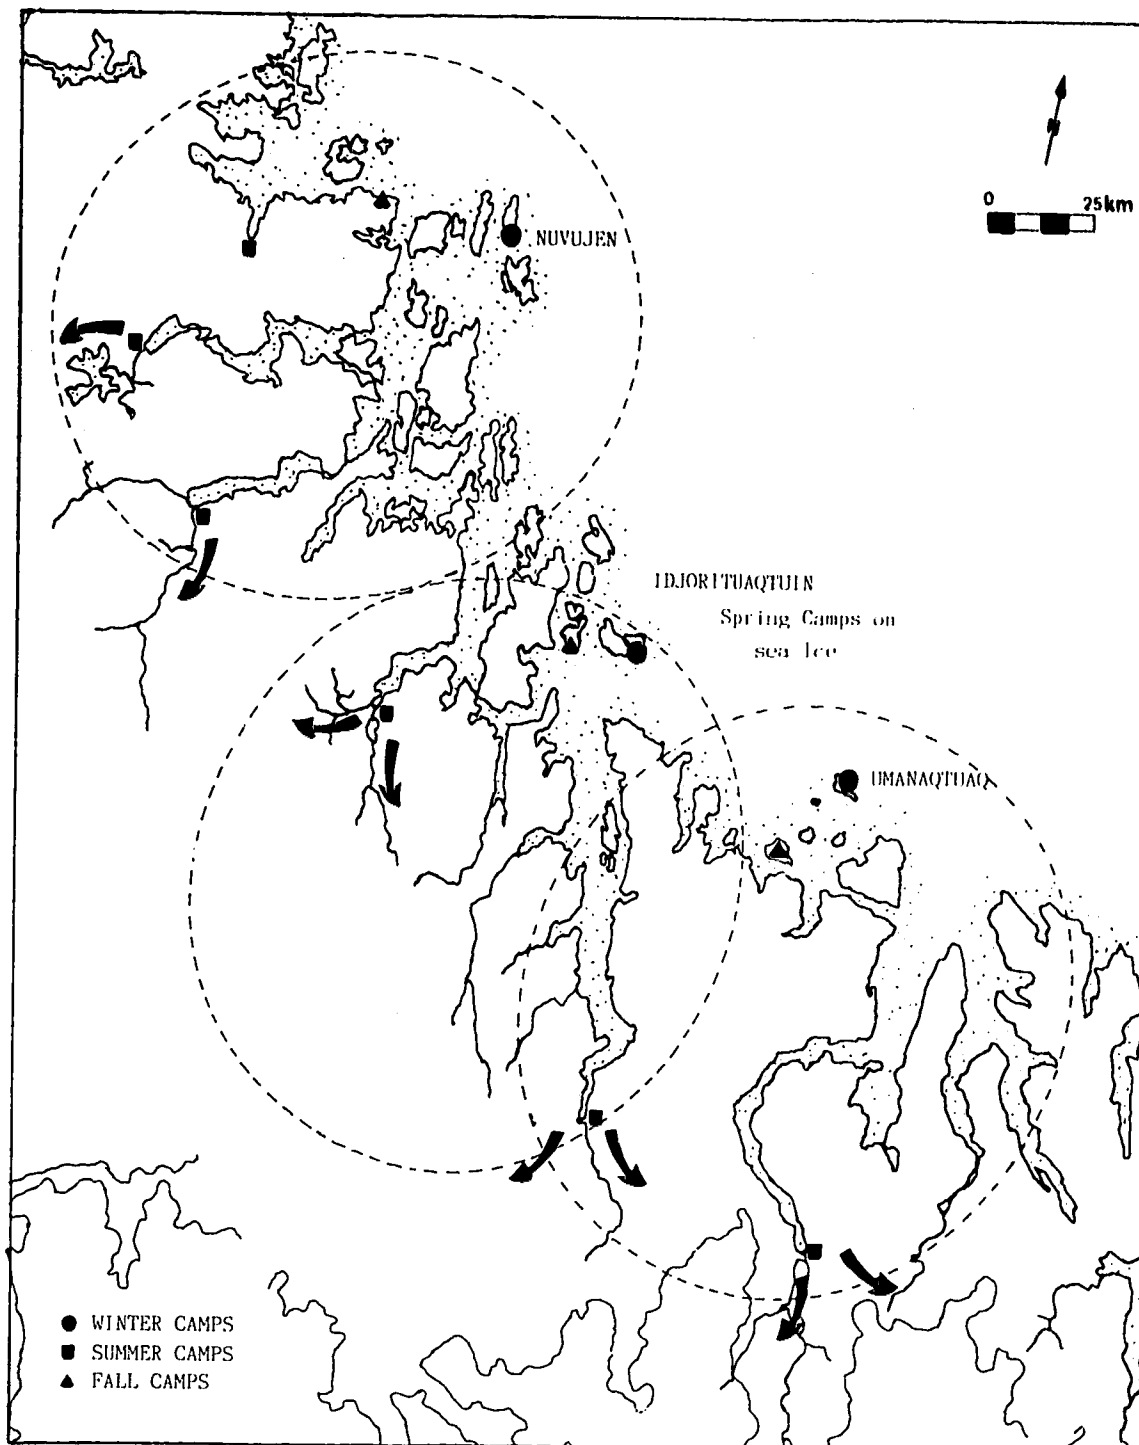 N
0 25km
NUVUJEN
IDJORITUAQTUIN
Spring Camps on
sea Ice
UMANAQTUAQ
WINTER CAMPS
SUMMER CAMPS
FALL CAMPS